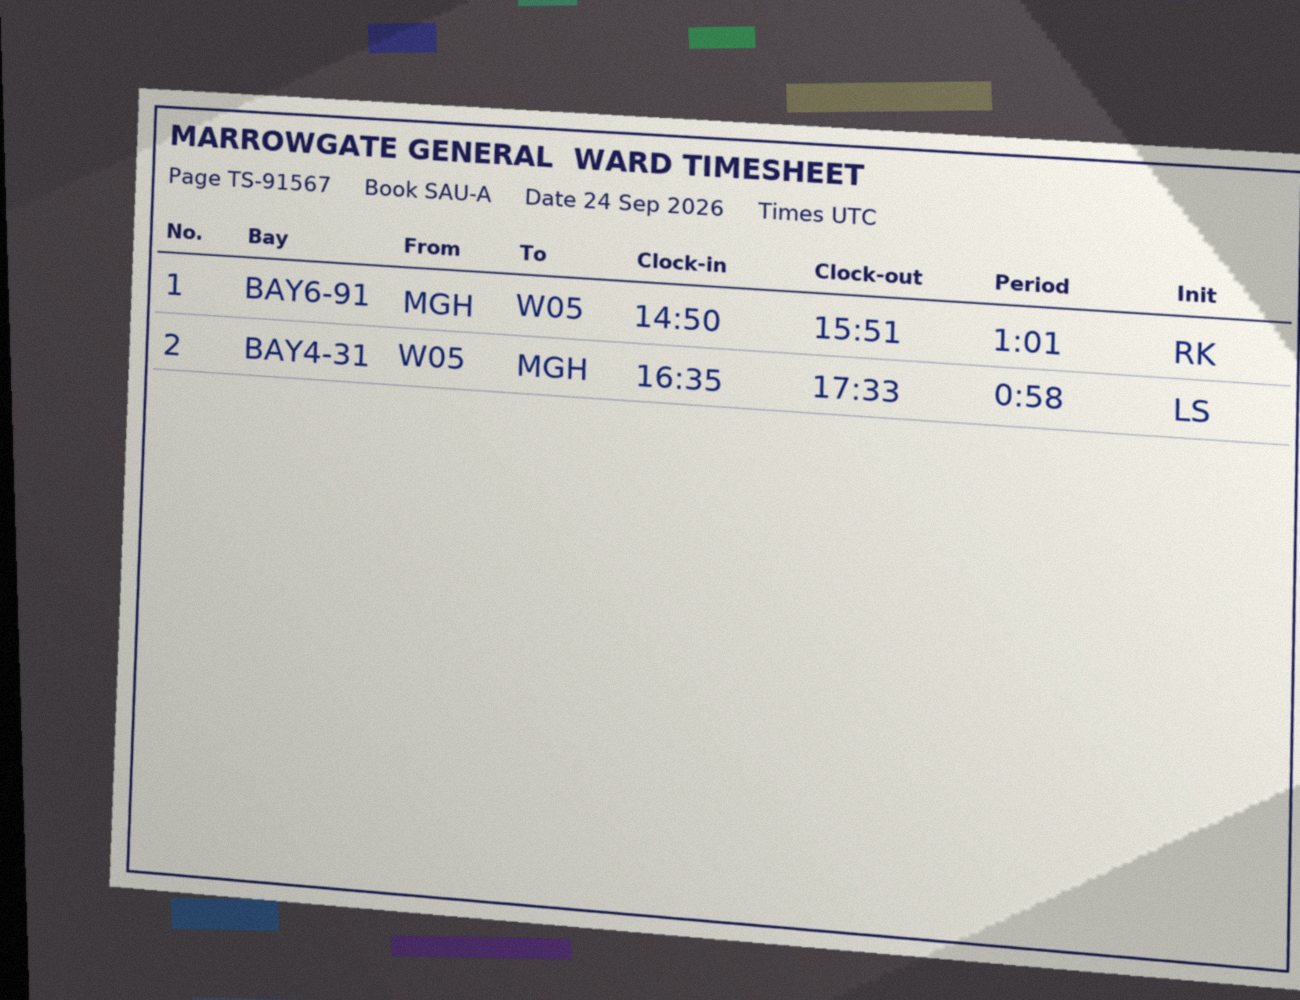 MARROWGATE GENERAL WARD TIMESHEET
Page TS-91567 Book SAU-A Date 24 Sep 2026 Times UTC
No. Bay From To Clock-in Clock-out Period Init
1 BAY6-91 MGH W05 14:50 15:51 1:01 RK
2 BAY4-31 W05 MGH 16:35 17:33 0:58 LS